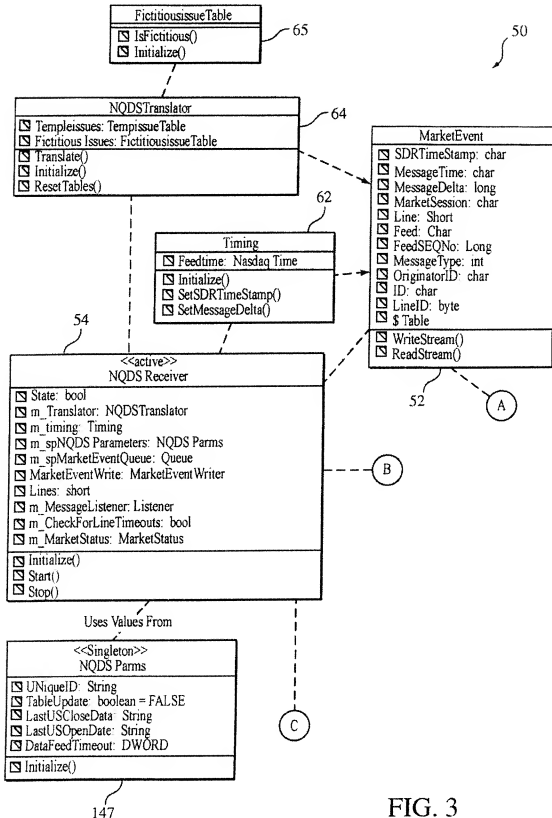 FictitiousissueTable
IsFictitious()
Initialize()
65
50
NQDSTranslator
Templeissues: TempissueTable
Fictitious Issues: FictitiousissueTable
Translate()
Initialize()
ResetTables()
64
MarketEvent
SDRTimeStamp: char
MessageTime: char
MessageDelta: long
MarketSession: char
Line: Short
Feed: Char
FeedSEQNo: Long
MessageType: int
OriginatorID: char
ID: char
LineID: byte
$ Table
WriteStream()
ReadStream()
52
62
Timing
Feedtime: Nasdaq Time
Initialize()
SetSDRTimeStamp()
SetMessageDelta()
54
<<active>>
NQDS Receiver
State: bool
m_Translator: NQDSTranslator
m_timing: Timing
m_spNQDS Parameters: NQDS Parms
m_spMarketEventQueue: Queue
MarketEventWrite: MarketEventWriter
Lines: short
m_MessageListener: Listener
m_CheckForLineTimeouts: bool
m_MarketStatus: MarketStatus
Initialize()
Start()
Stop()
A
B
Uses Values From
<<Singleton>>
NQDS Parms
UNiqueID: String
TableUpdate: boolean = FALSE
LastUSCloseData: String
LastUSOpenDate: String
DataFeedTimeout: DWORD
Initialize()
C
147
FIG. 3